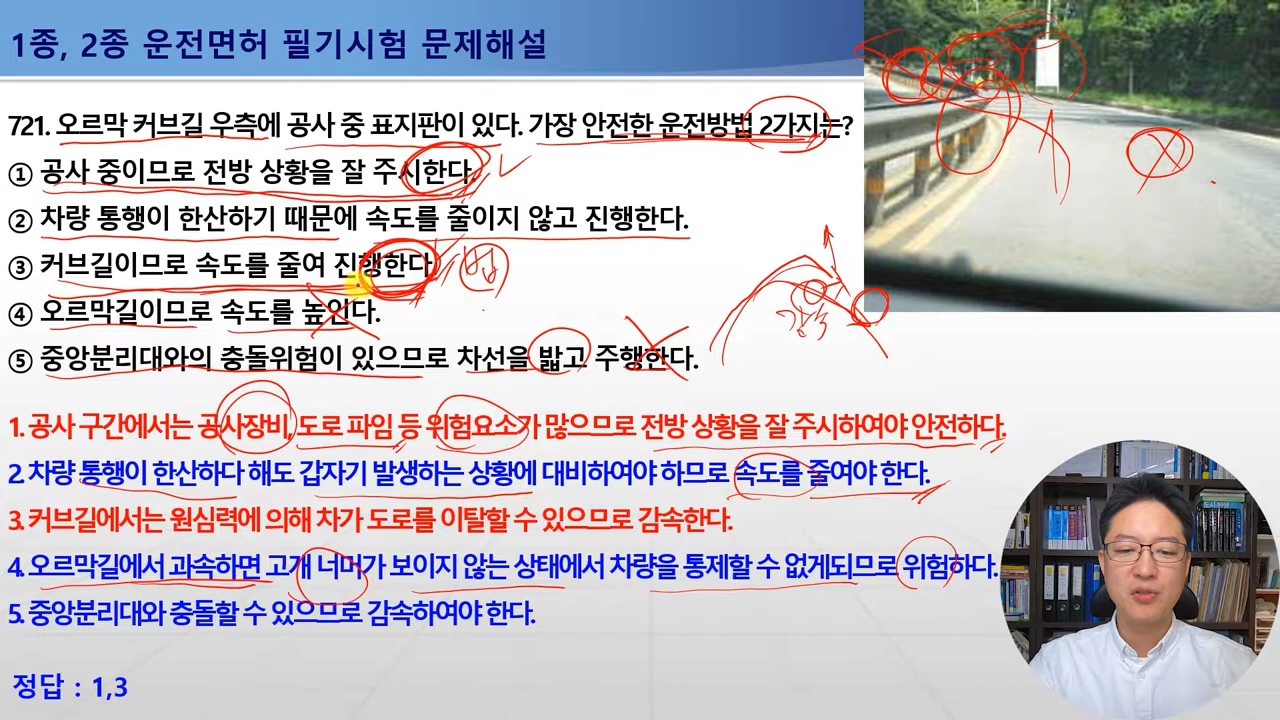 1종, 2종 운전면허 필기시험 문제해설
721. 오르막 커브길 우측에 공사 중 표지판이 있다. 가장 안전한 운전방법 2가지는?
① 공사 중이므로 전방 상황을 잘 주시한다.
② 차량 통행이 한산하기 때문에 속도를 줄이지 않고 진행한다.
③ 커브길이므로 속도를 줄여 진행한다.
법
④ 오르막길이므로 속도를 높인다.
감속
⑤ 중앙분리대와의 충돌위험이 있으므로 차선을 밟고 주행한다.
1. 공사 구간에서는 공사장비, 도로 파임 등 위험요소가 많으므로 전방 상황을 잘 주시하여야 안전하다.
2. 차량 통행이 한산하다 해도 갑자기 발생하는 상황에 대비하여야 하므로 속도를 줄여야 한다.
3. 커브길에서는 원심력에 의해 차가 도로를 이탈할 수 있으므로 감속한다.
4. 오르막길에서 과속하면 고개 너머가 보이지 않는 상태에서 차량을 통제할 수 없게되므로 위험하다.
5. 중앙분리대와 충돌할 수 있으므로 감속하여야 한다.
정답 : 1,3